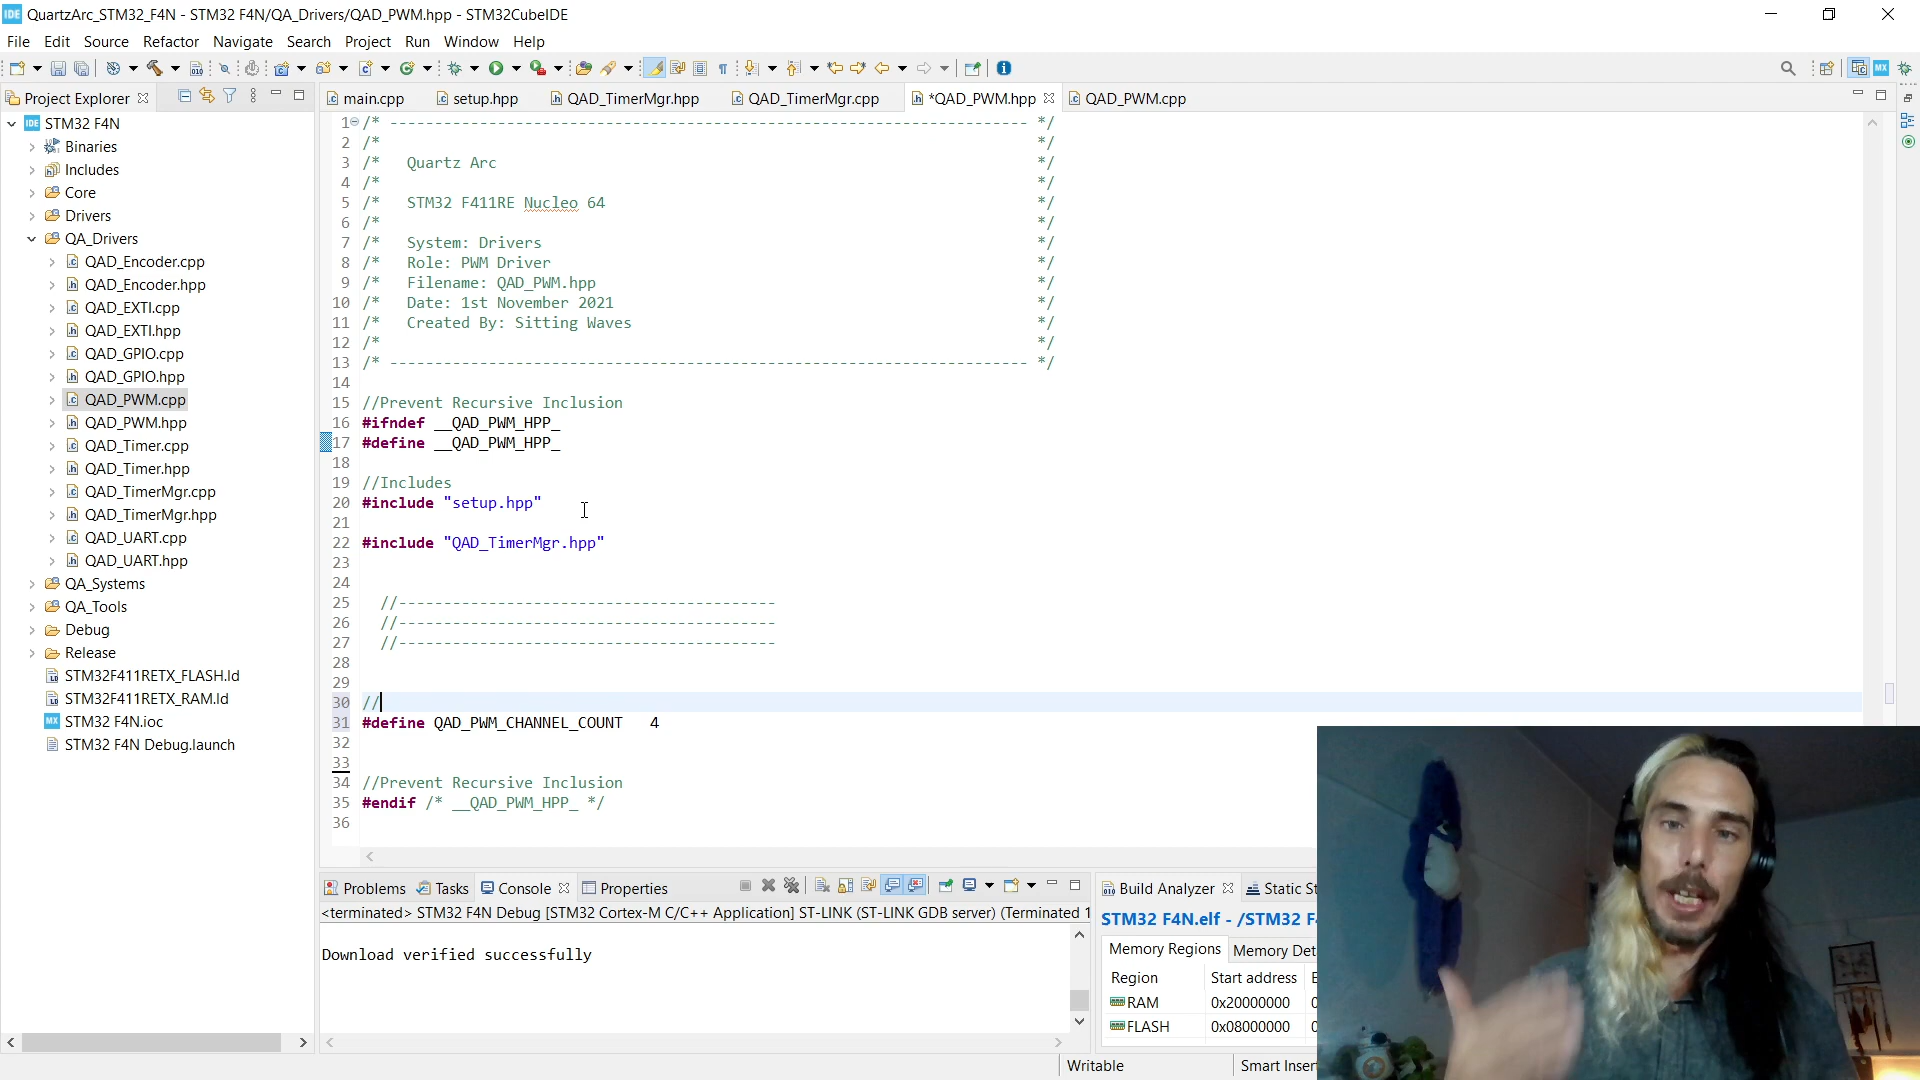 IDE QuartzArc_STM32_F4N - STM32 F4N/QA_Drivers/QAD_PWM.hpp - STM32CubeIDE
File Edit Source Refactor Navigate Search Project Run Window Help
Project Explorer
main.cpp setup.hpp QAD_TimerMgr.hpp QAD_TimerMgr.cpp *QAD_PWM.hpp QAD_PWM.cpp
IDE STM32 F4N
Binaries
Includes
Core
Drivers
QA_Drivers
QAD_Encoder.cpp
QAD_Encoder.hpp
QAD_EXTI.cpp
QAD_EXTI.hpp
QAD_GPIO.cpp
QAD_GPIO.hpp
QAD_PWM.cpp
QAD_PWM.hpp
QAD_Timer.cpp
QAD_Timer.hpp
QAD_TimerMgr.cpp
QAD_TimerMgr.hpp
QAD_UART.cpp
QAD_UART.hpp
QA_Systems
QA_Tools
Debug
Release
STM32F411RETX_FLASH.ld
STM32F411RETX_RAM.ld
MX STM32 F4N.ioc
STM32 F4N Debug.launch
1 /* ----------------------------------------------------------------------- */
2 /* */
3 /* Quartz Arc */
4 /* */
5 /* STM32 F411RE Nucleo 64 */
6 /* */
7 /* System: Drivers */
8 /* Role: PWM Driver */
9 /* Filename: QAD_PWM.hpp */
10 /* Date: 1st November 2021 */
11 /* Created By: Sitting Waves */
12 /* */
13 /* ----------------------------------------------------------------------- */
14
15 //Prevent Recursive Inclusion
16 #ifndef __QAD_PWM_HPP_
17 #define __QAD_PWM_HPP_
18
19 //Includes
20 #include "setup.hpp"
21
22 #include "QAD_TimerMgr.hpp"
23
24
25 //------------------------------------------
26 //------------------------------------------
27 //------------------------------------------
28
29
30 //
31 #define QAD_PWM_CHANNEL_COUNT 4
32
33
34 //Prevent Recursive Inclusion
35 #endif /* __QAD_PWM_HPP_ */
36
Problems Tasks Console Properties
<terminated> STM32 F4N Debug [STM32 Cortex-M C/C++ Application] ST-LINK (ST-LINK GDB server) (Terminated 1
Download verified successfully
Build Analyzer Static St
STM32 F4N.elf - /STM32 F
Memory Regions Memory Det
Region Start address E
RAM 0x20000000 0
FLASH 0x08000000 0
Writable Smart Insert